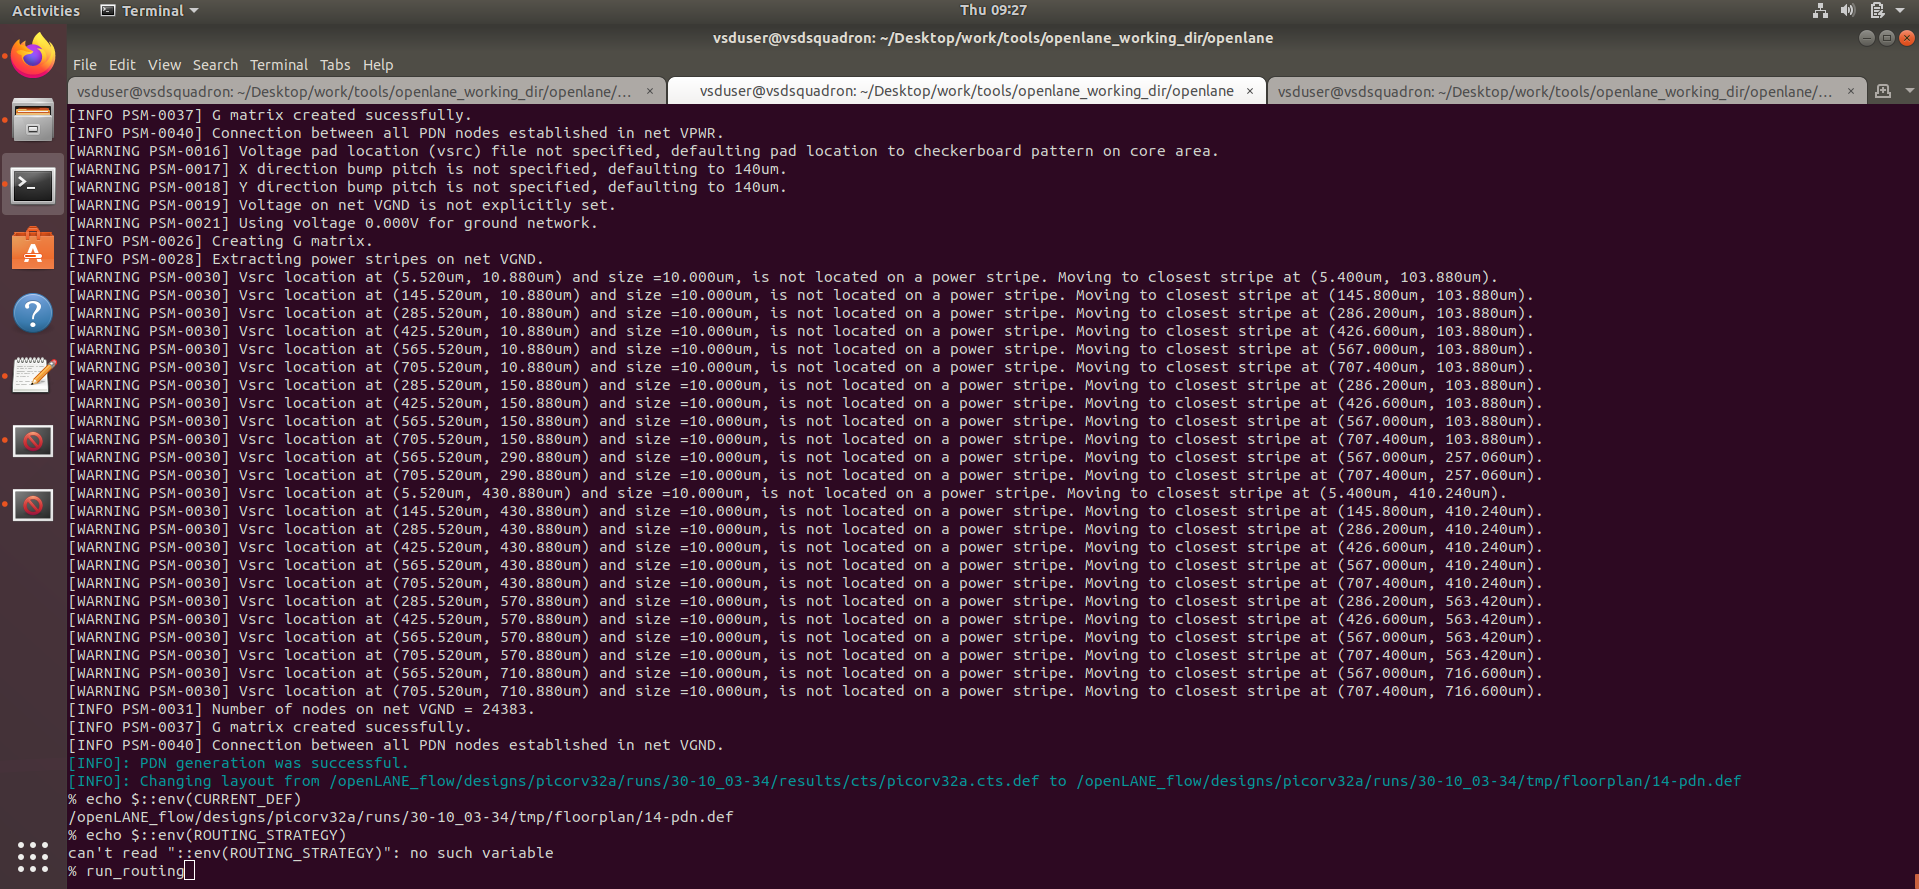 Activities Terminal Thu 09:27
vsduser@vsdsquadron: ~/Desktop/work/tools/openlane_working_dir/openlane
File Edit View Search Terminal Tabs Help
vsduser@vsdsquadron: ~/Desktop/work/tools/openlane_working_dir/openlane/... × vsduser@vsdsquadron: ~/Desktop/work/tools/openlane_working_dir/openlane × vsduser@vsdsquadron: ~/Desktop/work/tools/openlane_working_dir/openlane/... ×
[INFO PSM-0037] G matrix created sucessfully.
[INFO PSM-0040] Connection between all PDN nodes established in net VPWR.
[WARNING PSM-0016] Voltage pad location (vsrc) file not specified, defaulting pad location to checkerboard pattern on core area.
[WARNING PSM-0017] X direction bump pitch is not specified, defaulting to 140um.
[WARNING PSM-0018] Y direction bump pitch is not specified, defaulting to 140um.
[WARNING PSM-0019] Voltage on net VGND is not explicitly set.
[WARNING PSM-0021] Using voltage 0.000V for ground network.
[INFO PSM-0026] Creating G matrix.
[INFO PSM-0028] Extracting power stripes on net VGND.
[WARNING PSM-0030] Vsrc location at (5.520um, 10.880um) and size =10.000um, is not located on a power stripe. Moving to closest stripe at (5.400um, 103.880um).
[WARNING PSM-0030] Vsrc location at (145.520um, 10.880um) and size =10.000um, is not located on a power stripe. Moving to closest stripe at (145.800um, 103.880um).
[WARNING PSM-0030] Vsrc location at (285.520um, 10.880um) and size =10.000um, is not located on a power stripe. Moving to closest stripe at (286.200um, 103.880um).
[WARNING PSM-0030] Vsrc location at (425.520um, 10.880um) and size =10.000um, is not located on a power stripe. Moving to closest stripe at (426.600um, 103.880um).
[WARNING PSM-0030] Vsrc location at (565.520um, 10.880um) and size =10.000um, is not located on a power stripe. Moving to closest stripe at (567.000um, 103.880um).
[WARNING PSM-0030] Vsrc location at (705.520um, 10.880um) and size =10.000um, is not located on a power stripe. Moving to closest stripe at (707.400um, 103.880um).
[WARNING PSM-0030] Vsrc location at (285.520um, 150.880um) and size =10.000um, is not located on a power stripe. Moving to closest stripe at (286.200um, 103.880um).
[WARNING PSM-0030] Vsrc location at (425.520um, 150.880um) and size =10.000um, is not located on a power stripe. Moving to closest stripe at (426.600um, 103.880um).
[WARNING PSM-0030] Vsrc location at (565.520um, 150.880um) and size =10.000um, is not located on a power stripe. Moving to closest stripe at (567.000um, 103.880um).
[WARNING PSM-0030] Vsrc location at (705.520um, 150.880um) and size =10.000um, is not located on a power stripe. Moving to closest stripe at (707.400um, 103.880um).
[WARNING PSM-0030] Vsrc location at (565.520um, 290.880um) and size =10.000um, is not located on a power stripe. Moving to closest stripe at (567.000um, 257.060um).
[WARNING PSM-0030] Vsrc location at (705.520um, 290.880um) and size =10.000um, is not located on a power stripe. Moving to closest stripe at (707.400um, 257.060um).
[WARNING PSM-0030] Vsrc location at (5.520um, 430.880um) and size =10.000um, is not located on a power stripe. Moving to closest stripe at (5.400um, 410.240um).
[WARNING PSM-0030] Vsrc location at (145.520um, 430.880um) and size =10.000um, is not located on a power stripe. Moving to closest stripe at (145.800um, 410.240um).
[WARNING PSM-0030] Vsrc location at (285.520um, 430.880um) and size =10.000um, is not located on a power stripe. Moving to closest stripe at (286.200um, 410.240um).
[WARNING PSM-0030] Vsrc location at (425.520um, 430.880um) and size =10.000um, is not located on a power stripe. Moving to closest stripe at (426.600um, 410.240um).
[WARNING PSM-0030] Vsrc location at (565.520um, 430.880um) and size =10.000um, is not located on a power stripe. Moving to closest stripe at (567.000um, 410.240um).
[WARNING PSM-0030] Vsrc location at (705.520um, 430.880um) and size =10.000um, is not located on a power stripe. Moving to closest stripe at (707.400um, 410.240um).
[WARNING PSM-0030] Vsrc location at (285.520um, 570.880um) and size =10.000um, is not located on a power stripe. Moving to closest stripe at (286.200um, 563.420um).
[WARNING PSM-0030] Vsrc location at (425.520um, 570.880um) and size =10.000um, is not located on a power stripe. Moving to closest stripe at (426.600um, 563.420um).
[WARNING PSM-0030] Vsrc location at (565.520um, 570.880um) and size =10.000um, is not located on a power stripe. Moving to closest stripe at (567.000um, 563.420um).
[WARNING PSM-0030] Vsrc location at (705.520um, 570.880um) and size =10.000um, is not located on a power stripe. Moving to closest stripe at (707.400um, 563.420um).
[WARNING PSM-0030] Vsrc location at (565.520um, 710.880um) and size =10.000um, is not located on a power stripe. Moving to closest stripe at (567.000um, 716.600um).
[WARNING PSM-0030] Vsrc location at (705.520um, 710.880um) and size =10.000um, is not located on a power stripe. Moving to closest stripe at (707.400um, 716.600um).
[INFO PSM-0031] Number of nodes on net VGND = 24383.
[INFO PSM-0037] G matrix created sucessfully.
[INFO PSM-0040] Connection between all PDN nodes established in net VGND.
[INFO]: PDN generation was successful.
[INFO]: Changing layout from /openLANE_flow/designs/picorv32a/runs/30-10_03-34/results/cts/picorv32a.cts.def to /openLANE_flow/designs/picorv32a/runs/30-10_03-34/tmp/floorplan/14-pdn.def
% echo $::env(CURRENT_DEF)
/openLANE_flow/designs/picorv32a/runs/30-10_03-34/tmp/floorplan/14-pdn.def
% echo $::env(ROUTING_STRATEGY)
can't read "::env(ROUTING_STRATEGY)": no such variable
% run_routing